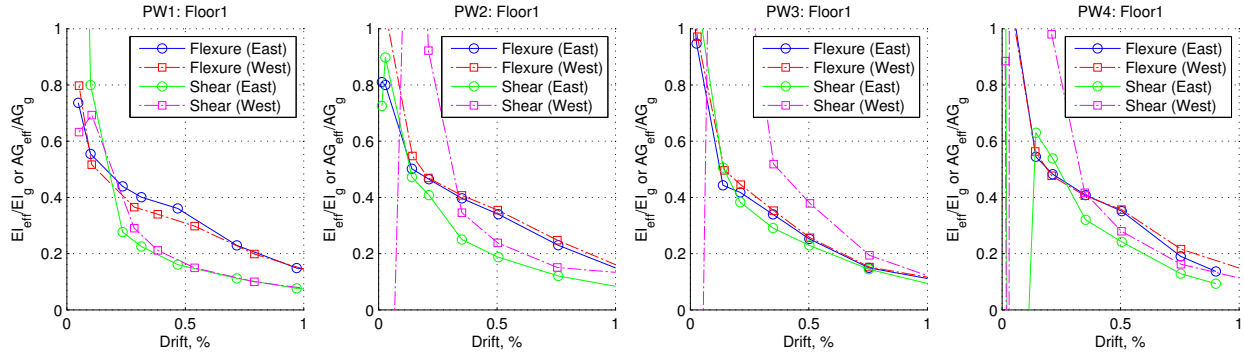 PW1: Floor1
EI_eff/EI_g or AG_eff/AG_g
1
0.8
0.6
0.4
0.2
0
0 0.5 1
Drift, %
Flexure (East)
Flexure (West)
Shear (East)
Shear (West)
PW2: Floor1
EI_eff/EI_g or AG_eff/AG_g
1
0.8
0.6
0.4
0.2
0
0 0.5 1
Drift, %
Flexure (East)
Flexure (West)
Shear (East)
Shear (West)
PW3: Floor1
EI_eff/EI_g or AG_eff/AG_g
1
0.8
0.6
0.4
0.2
0
0 0.5 1
Drift, %
Flexure (East)
Flexure (West)
Shear (East)
Shear (West)
PW4: Floor1
EI_eff/EI_g or AG_eff/AG_g
1
0.8
0.6
0.4
0.2
0
0 0.5 1
Drift, %
Flexure (East)
Flexure (West)
Shear (East)
Shear (West)